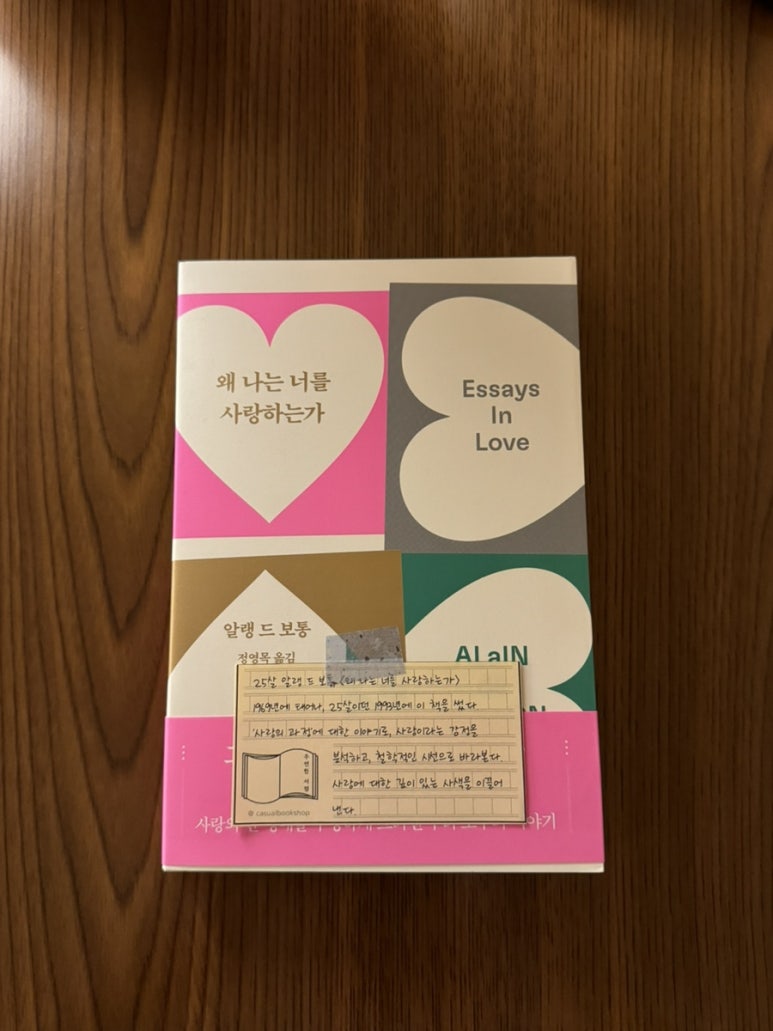 왜 나는 너를
사랑하는가
Essays
In
Love
알랭 드 보통
정영목 옮김
ALaIN
25살 알랭 드 보통 <왜 나는 너를 사랑하는가>
1969년에 태어나, 25살이던 1993년에 이 책을 썼다
사랑의 과정에 대한 이야기로, 사랑이라는 감정을
분석하고, 철학적인 시선으로 바라본다.
사랑에 대한 깊이 있는 사색을 이끌어
낸다.
우연한 서점
@ casualbookshop